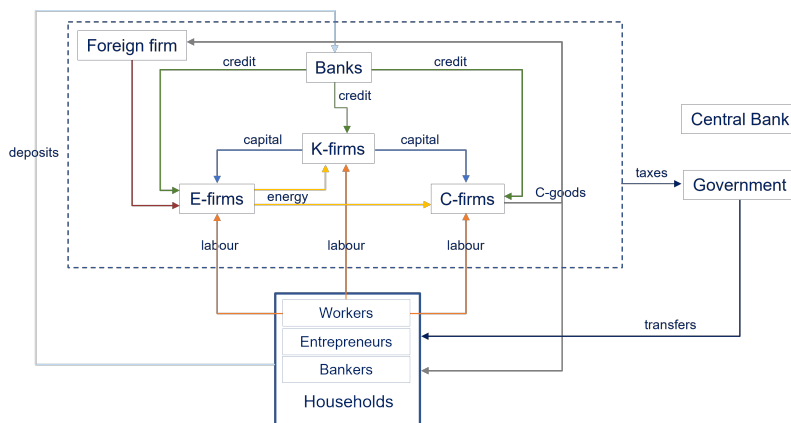 Foreign firm
Banks
credit
credit
credit
Central Bank
capital
K-firms
capital
deposits
taxes
Government
E-firms
energy
C-firms
C-goods
labour
labour
labour
Workers
transfers
Entrepreneurs
Bankers
Households